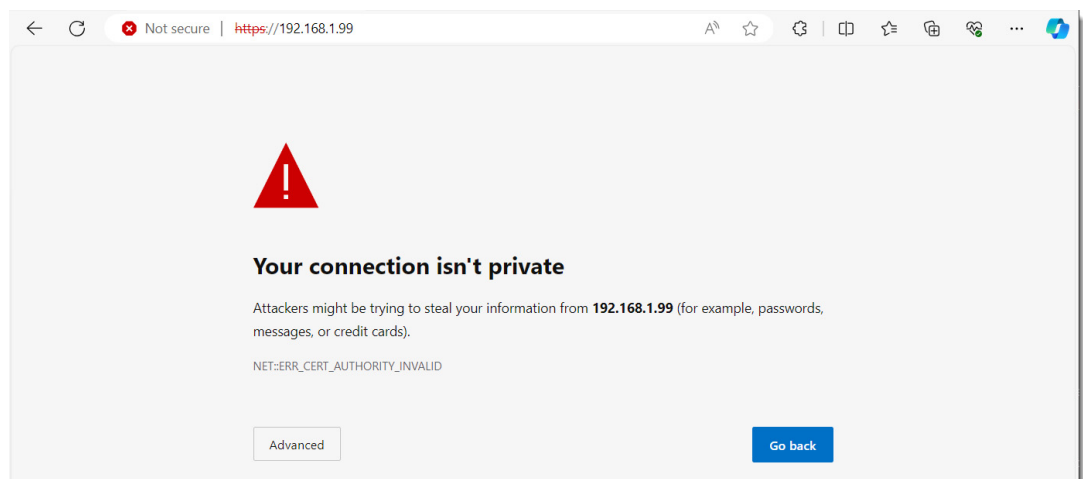 Not secure | https://192.168.1.99
!
Your connection isn't private
Attackers might be trying to steal your information from 192.168.1.99 (for example, passwords,
messages, or credit cards).
NET::ERR_CERT_AUTHORITY_INVALID
Advanced
Go back